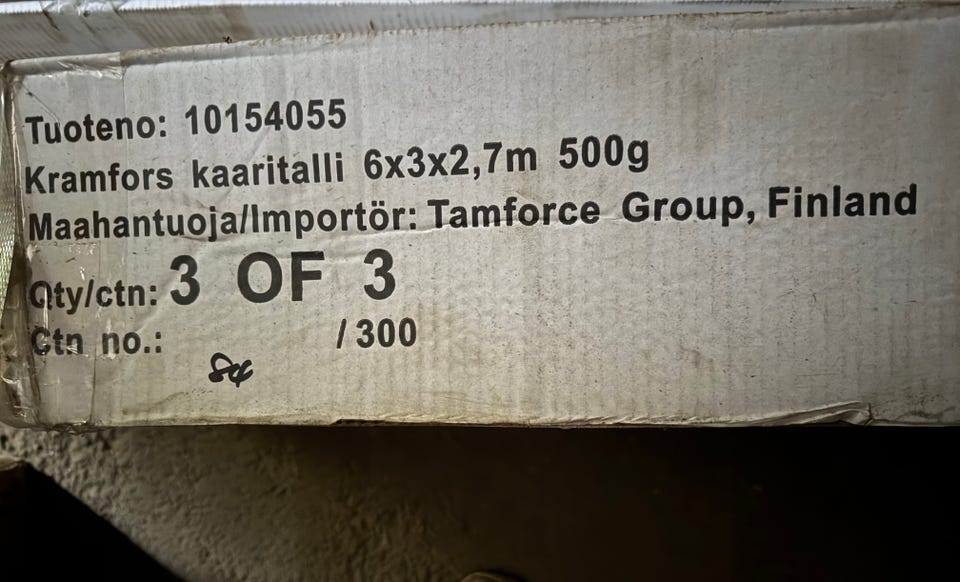 Tuoteno: 10154055
Kramfors kaaritalli 6x3x2,7m 500g
Maahantuoja/Importör: Tamforce Group, Finland
Qty/ctn: 3 OF 3
Ctn no.: /300